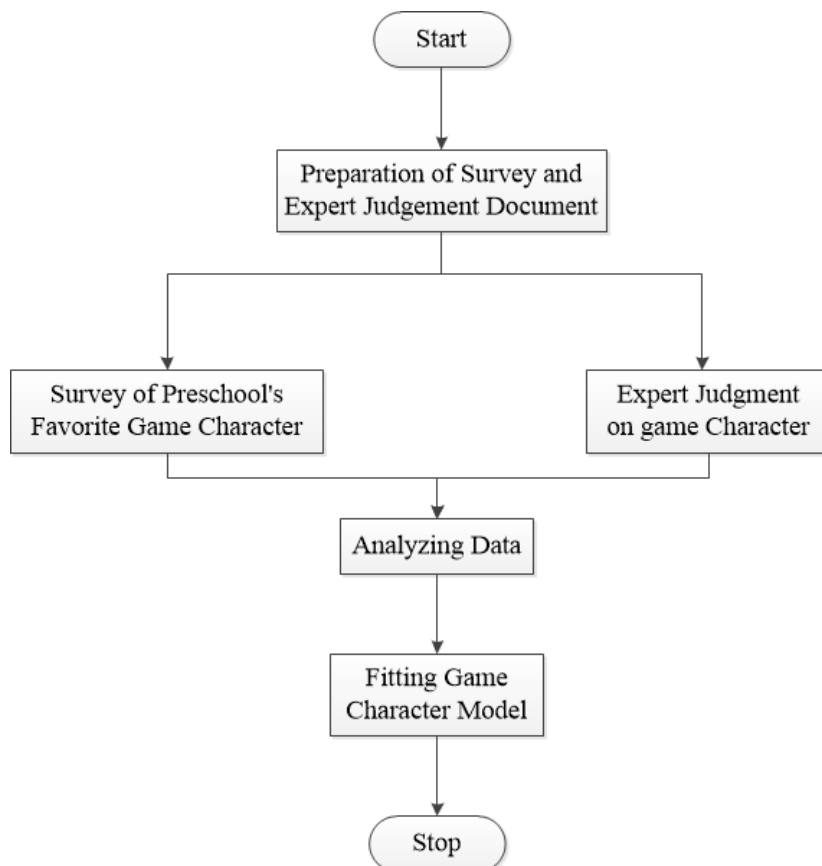 Start
Preparation of Survey and
Expert Judgement Document
Survey of Preschool's
Favorite Game Character
Expert Judgment
on game Character
Analyzing Data
Fitting Game
Character Model
Stop